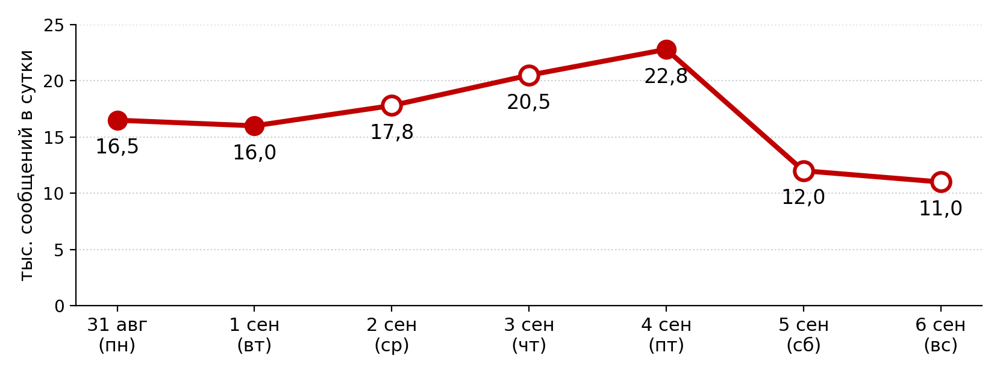 тыс. сообщений в сутки
25
20
15
10
5
0
16,5
16,0
17,8
20,5
22,8
12,0
11,0
31 авг
(пн)
1 сен
(вт)
2 сен
(ср)
3 сен
(чт)
4 сен
(пт)
5 сен
(сб)
6 сен
(вс)